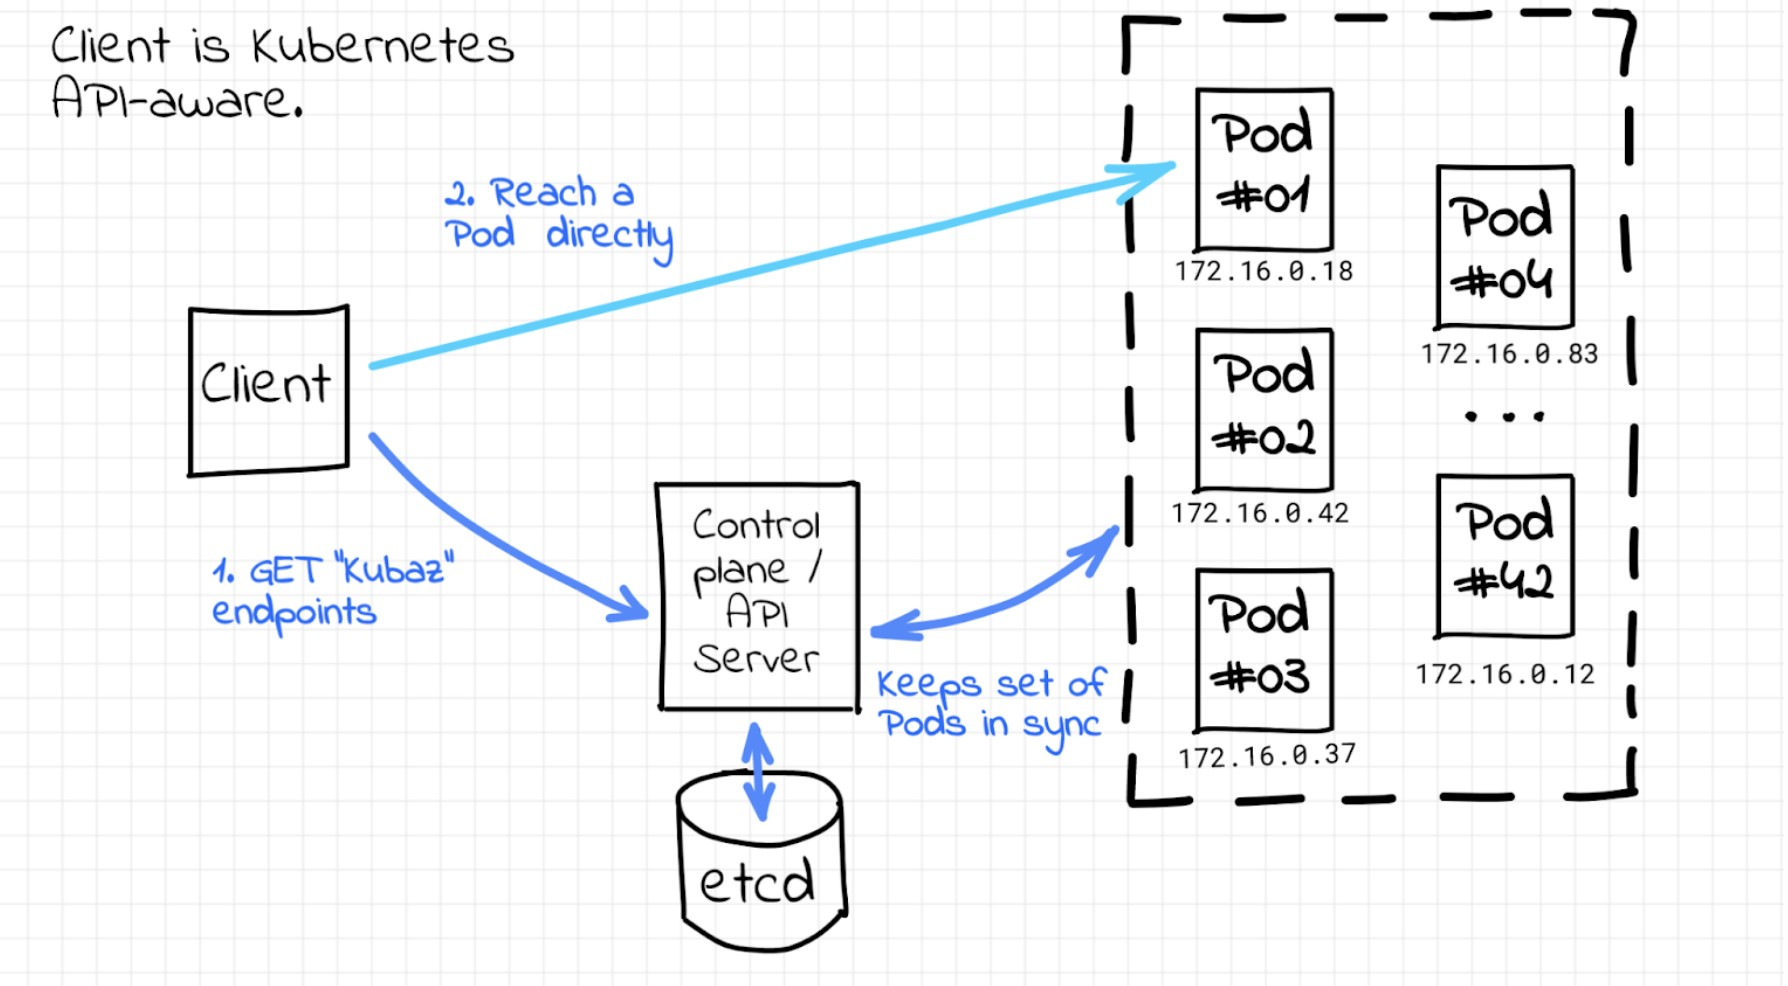 Client is Kubernetes
API-aware.
2. Reach a
Pod directly
Client
1. GET "Kubaz"
endpoints
Control
plane /
API
Server
Keeps set of
Pods in sync
etcd
Pod
#01
172.16.0.18
Pod
#02
172.16.0.42
Pod
#03
172.16.0.37
Pod
#04
172.16.0.83
...
Pod
#42
172.16.0.12